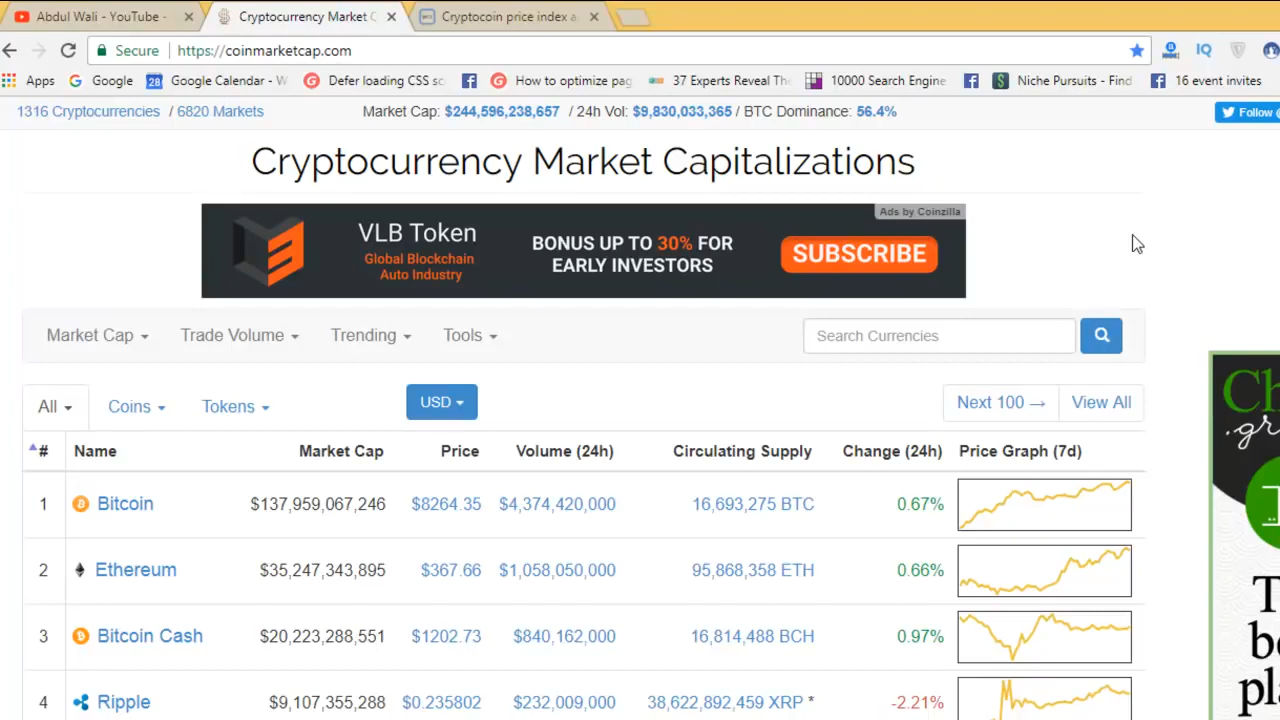 Abdul Wali - YouTube -
Cryptocurrency Market C
Cryptocoin price index a
Secure
https://coinmarketcap.com
IQ
Apps
Google
28
Google Calendar - W
Defer loading CSS sc
How to optimize pag
37 Experts Reveal Th
10000 Search Engine
Niche Pursuits - Find
16 event invites
1316 Cryptocurrencies / 6820 Markets
Market Cap: $244,596,238,657 / 24h Vol: $9,830,033,365 / BTC Dominance: 56.4%
Follow @
Cryptocurrency Market Capitalizations
Ads by Coinzilla
VLB Token
Global Blockchain
Auto Industry
BONUS UP TO 30% FOR
EARLY INVESTORS
SUBSCRIBE
Market Cap
Trade Volume
Trending
Tools
Search Currencies
All
Coins
Tokens
USD
Next 100 →
View All
# Name Market Cap Price Volume (24h) Circulating Supply Change (24h) Price Graph (7d)
1 Bitcoin $137,959,067,246 $8264.35 $4,374,420,000 16,693,275 BTC 0.67%
2 Ethereum $35,247,343,895 $367.66 $1,058,050,000 95,868,358 ETH 0.66%
3 Bitcoin Cash $20,223,288,551 $1202.73 $840,162,000 16,814,488 BCH 0.97%
4 Ripple $9,107,355,288 $0.235802 $232,009,000 38,622,892,459 XRP * -2.21%
Ch
.gr
T
be
pla